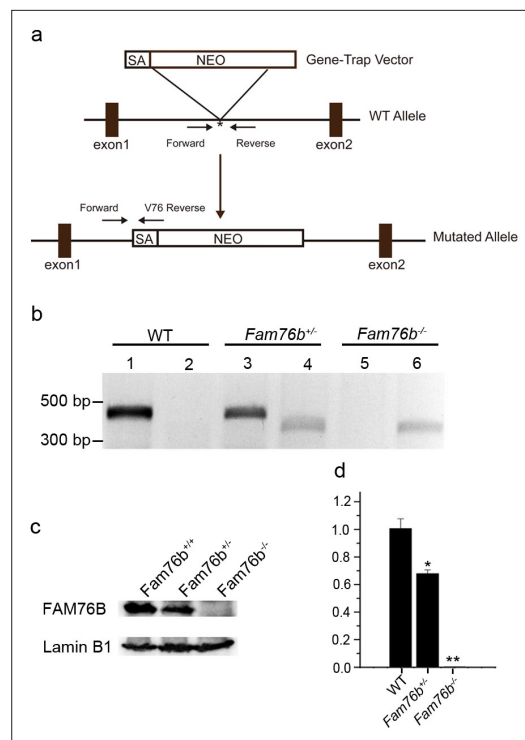 a
SA NEO Gene-Trap Vector
* WT Allele
exon1 Forward Reverse exon2
Forward V76 Reverse
SA NEO Mutated Allele
exon1 exon2
b
WT Fam76b+/- Fam76b-/-
1 2 3 4 5 6
500 bp
300 bp
c
Fam76b+/+ Fam76b+/- Fam76b-/-
FAM76B
Lamin B1
d
1.2
1.0
0.8
0.6
0.4
0.2
0.0
*
**
WT Fam76b+/- Fam76b-/-